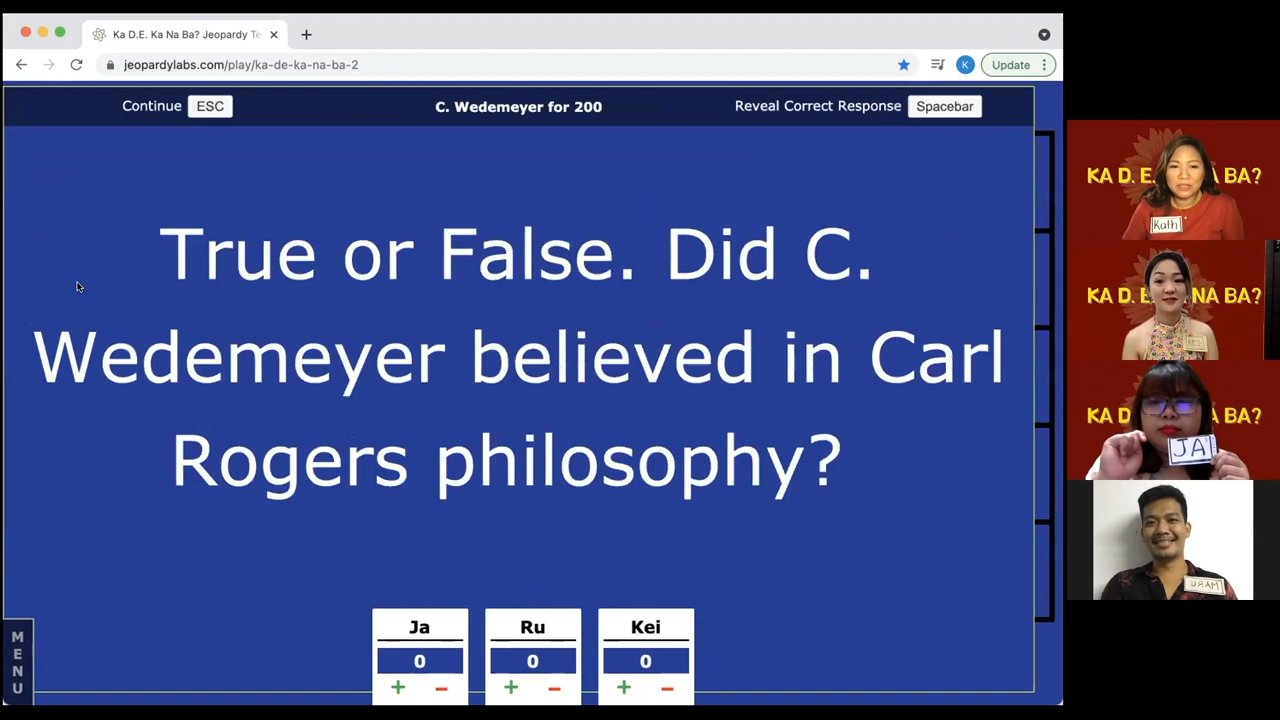 Ka D.E. Ka Na Ba? Jeopardy Te
jeopardylabs.com/play/ka-de-ka-na-ba-2
K
Update
Continue ESC
C. Wedemeyer for 200
Reveal Correct Response Spacebar
True or False. Did C.
Wedemeyer believed in Carl
Rogers philosophy?
MENU
Ja
0
+ −
Ru
0
+ −
Kei
0
+ −
KA D. E. NA BA?
Kath
KA D. E. NA BA?
KA D. BA?
JA